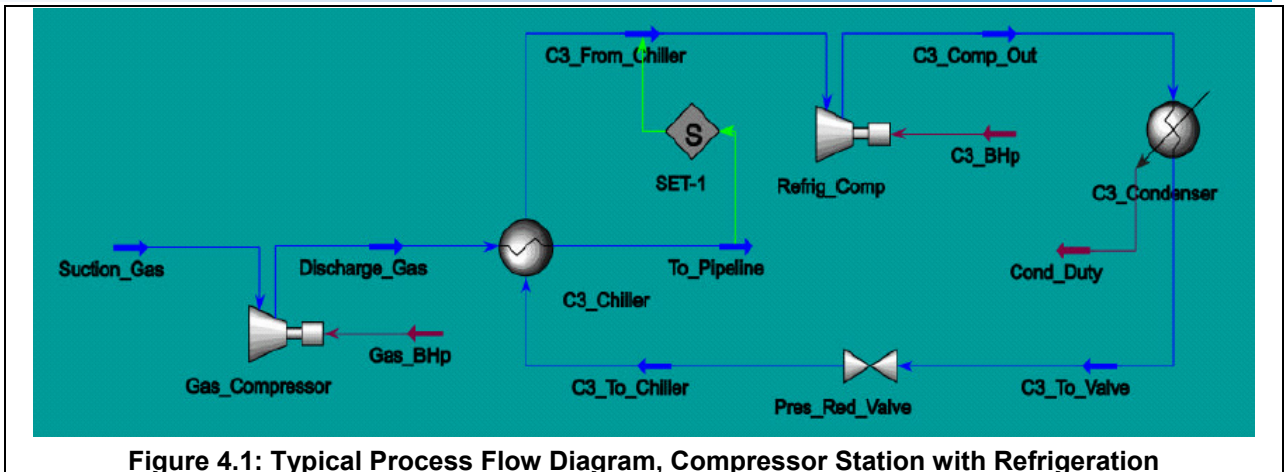 C3_From_Chiller
C3_Comp_Out
S
SET-1
C3_BHp
Refrig_Comp
C3_Condenser
Suction_Gas
Discharge_Gas
To_Pipeline
Cond_Duty
C3_Chiller
Gas_BHp
Gas_Compressor
C3_To_Chiller
C3_To_Valve
Pres_Red_Valve
Figure 4.1: Typical Process Flow Diagram, Compressor Station with Refrigeration